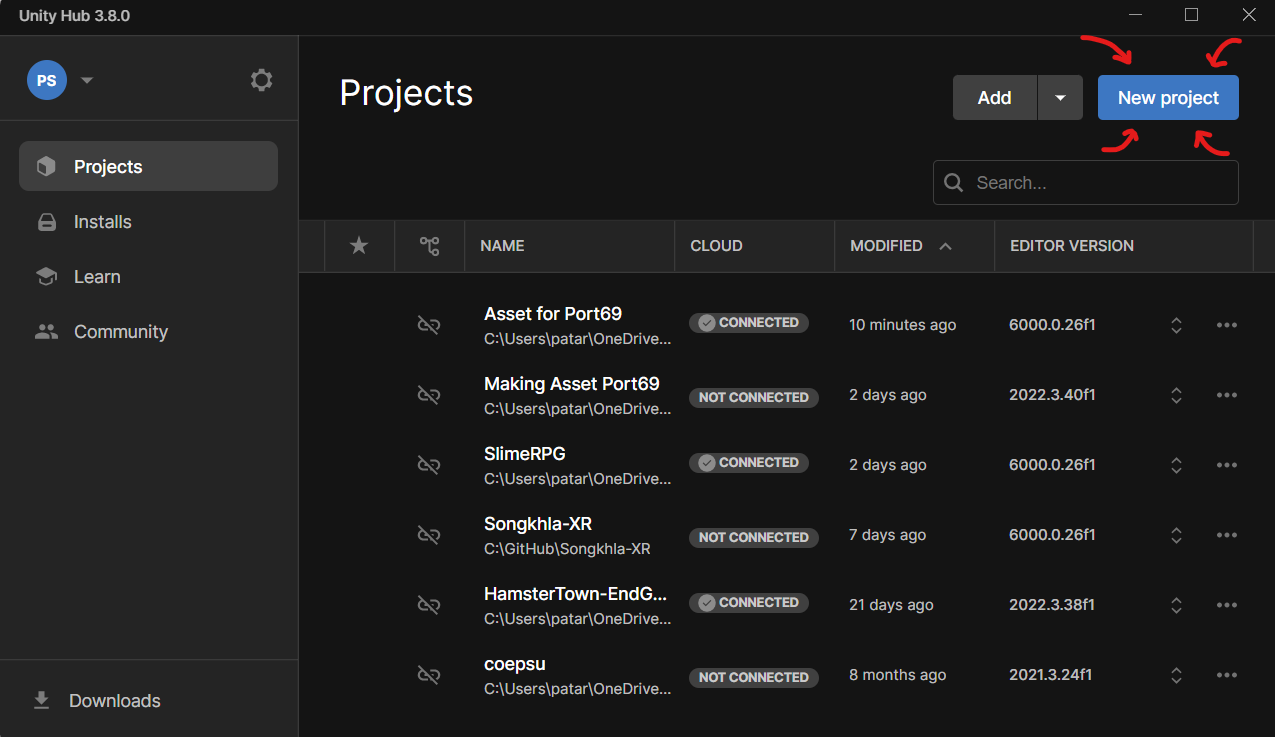 Unity Hub 3.8.0
PS
Projects
Installs
Learn
Community
Downloads
Projects
Add
New project
Search...
NAME CLOUD MODIFIED EDITOR VERSION
Asset for Port69
C:\Users\patar\OneDrive...
CONNECTED 10 minutes ago 6000.0.26f1
Making Asset Port69
C:\Users\patar\OneDrive...
NOT CONNECTED 2 days ago 2022.3.40f1
SlimeRPG
C:\Users\patar\OneDrive...
CONNECTED 2 days ago 6000.0.26f1
Songkhla-XR
C:\GitHub\Songkhla-XR
NOT CONNECTED 7 days ago 6000.0.26f1
HamsterTown-EndG...
C:\Users\patar\OneDrive...
CONNECTED 21 days ago 2022.3.38f1
coepsu
C:\Users\patar\OneDrive...
NOT CONNECTED 8 months ago 2021.3.24f1